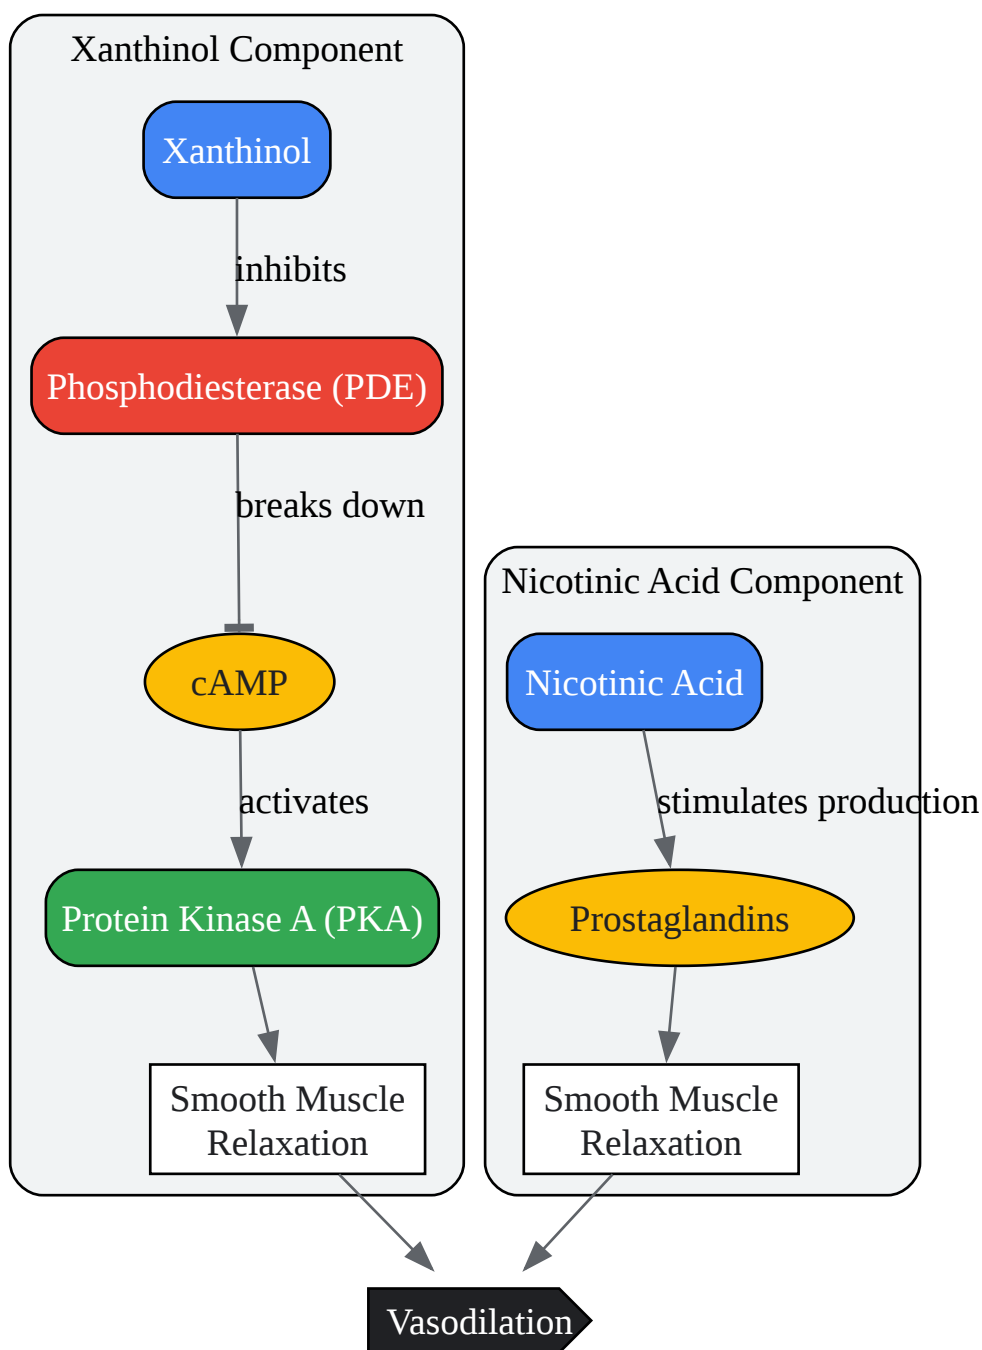 Xanthinol Component
Xanthinol
inhibits
Phosphodiesterase (PDE)
breaks down
cAMP
activates
Protein Kinase A (PKA)
Smooth Muscle
Relaxation
Nicotinic Acid Component
Nicotinic Acid
stimulates production
Prostaglandins
Smooth Muscle
Relaxation
Vasodilation